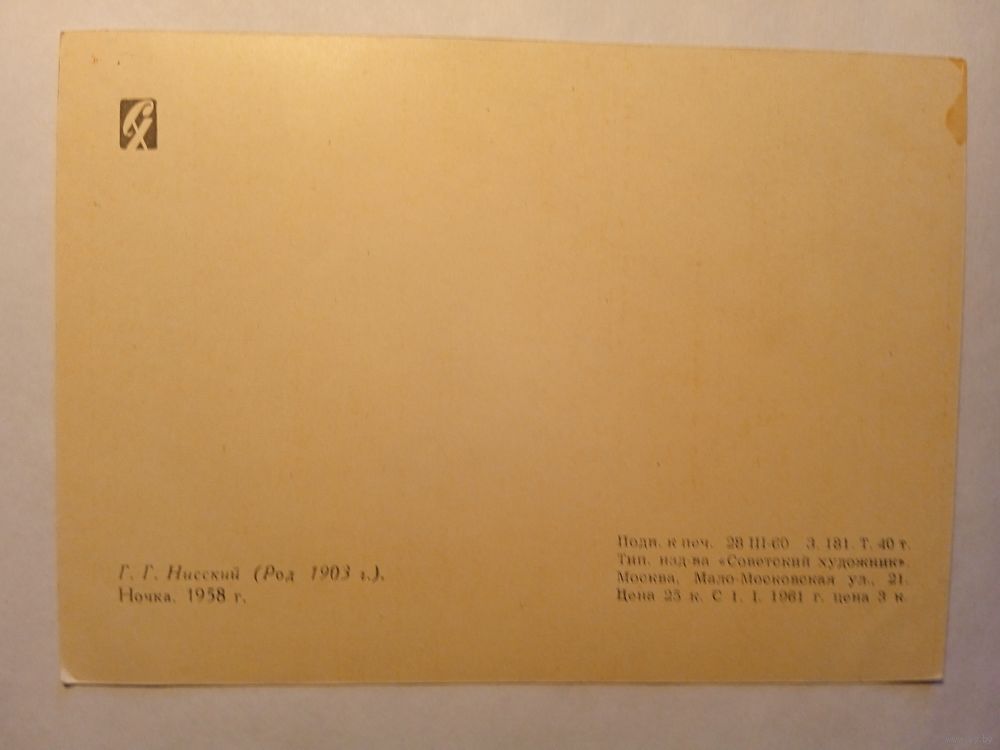 СХ
Г. Г. Нисский (Род 1903 г.).
Ночка. 1958 г.
Подп. к печ. 28 III-60 З. 181. Т. 40 т.
Тип. изд-ва «Советский художник».
Москва, Мало-Московская ул., 21.
Цена 25 к. С 1. I. 1961 г. цена 3 к.